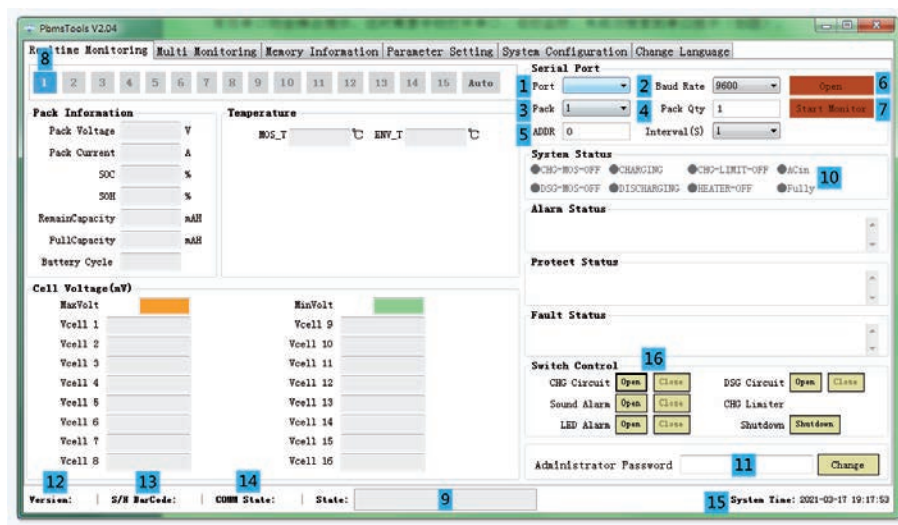 PbmsTools V2.04
Realtime Monitoring Multi Monitoring Memory Information Parameter Setting System Configuration Change Language
8
1 2 3 4 5 6 7 8 9 10 11 12 13 14 15 Auto
Serial Port
1 Port 2 Baud Rate 9600 Open 6
3 Pack 1 4 Pack Qty 1 Start Monitor 7
5 ADDR 0 Interval(S) 1
Pack Information
Pack Voltage V
Pack Current A
SOC %
SOH %
RemainCapacity mAH
FullCapacity mAH
Battery Cycle
Temperature
MOS_T ℃ ENV_T ℃
System Status
CHG-MOS-OFF CHARGING CHG-LIMIT-OFF ACin 10
DSG-MOS-OFF DISCHARGING HEATER-OFF Fully
Alarm Status
Protect Status
Fault Status
Cell Voltage(mV)
MaxVolt MinVolt
Vcell 1 Vcell 9
Vcell 2 Vcell 10
Vcell 3 Vcell 11
Vcell 4 Vcell 12
Vcell 5 Vcell 13
Vcell 6 Vcell 14
Vcell 7 Vcell 15
Vcell 8 Vcell 16
Switch Control 16
CHG Circuit Open Close DSG Circuit Open Close
Sound Alarm Open Close CHG Limiter
LED Alarm Open Close Shutdown Shutdown
Administrator Password 11 Change
12 13 14
Version: S/N BarCode: COMM State: State: 9 15 System Time: 2021-03-17 19:17:53